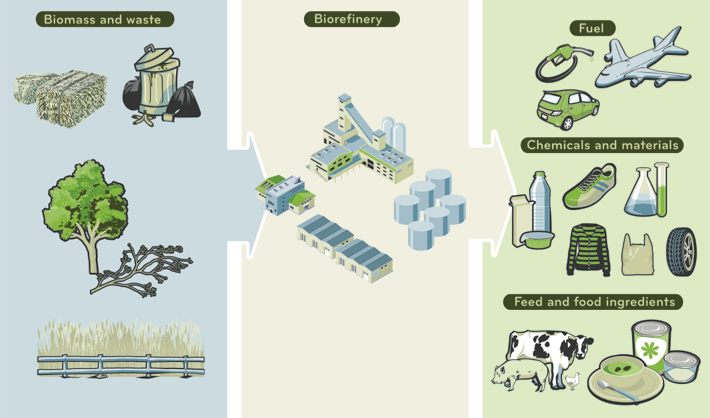 Biomass and waste
Biorefinery
Fuel
Chemicals and materials
Feed and food ingredients